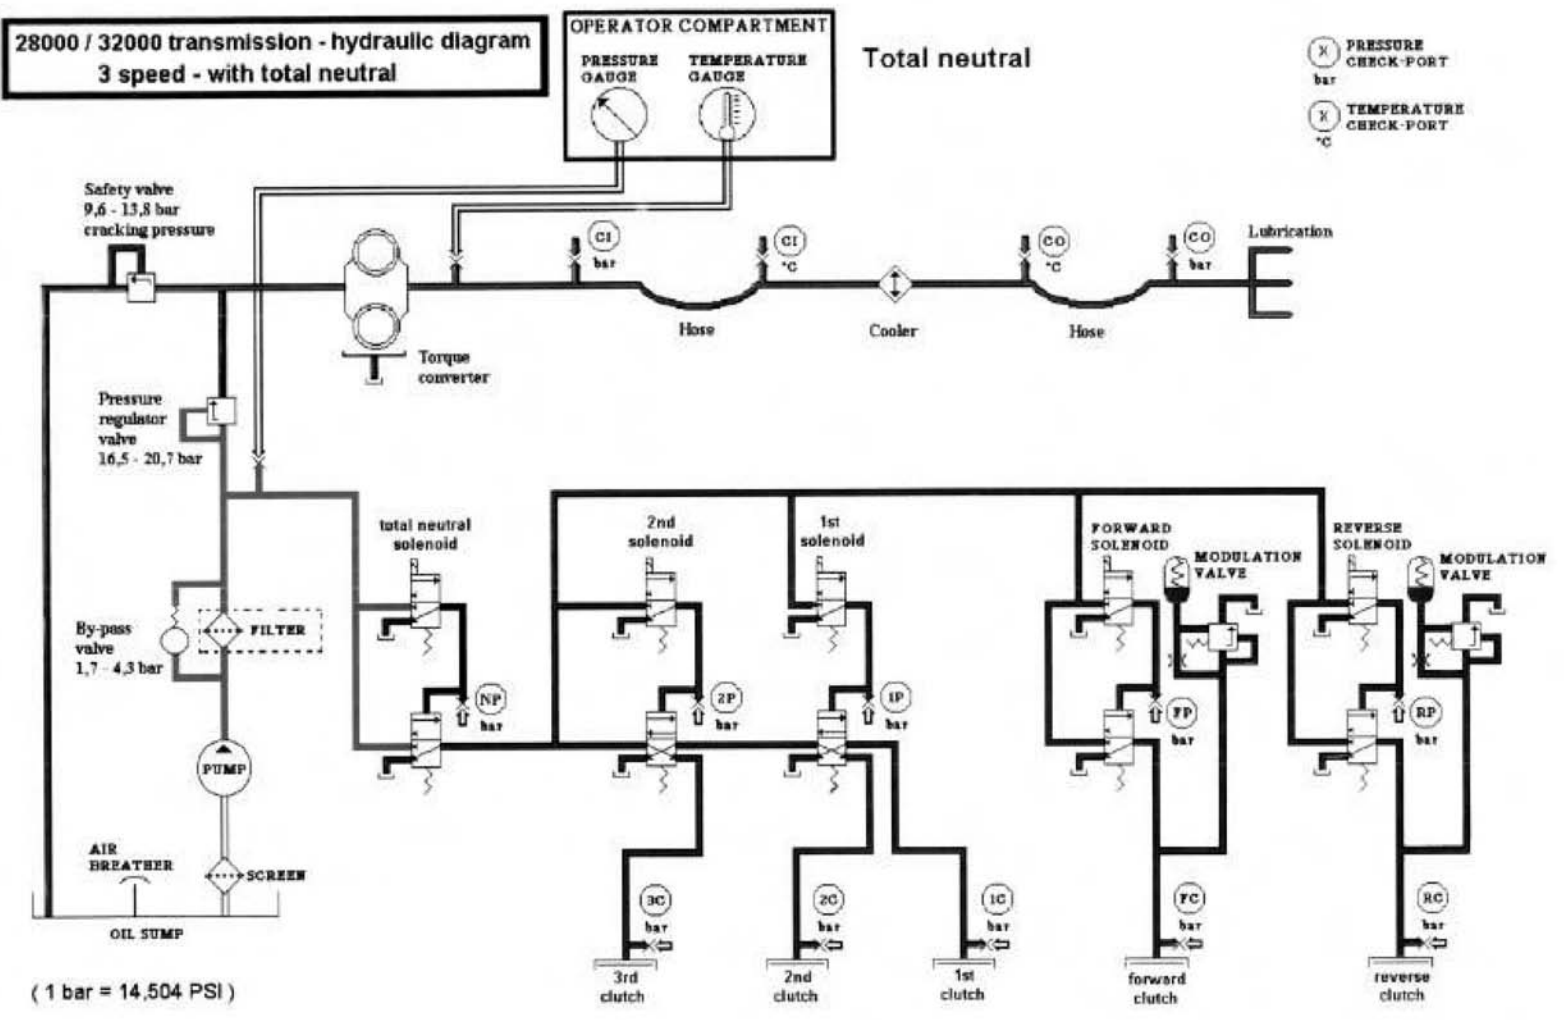 28000 / 32000 transmission - hydraulic diagram
3 speed - with total neutral
OPERATOR COMPARTMENT
PRESSURE
GAUGE
TEMPERATURE
GAUGE
Total neutral
X
PRESSURE
CHECK-PORT
bar
X
TEMPERATURE
CHECK-PORT
°C
Safety valve
9,6 - 13,8 bar
cracking pressure
CI
bar
CI
°C
CO
°C
CO
bar
Lubrication
Hose
Cooler
Hose
Torque
converter
Pressure
regulator
valve
16,5 - 20,7 bar
total neutral
solenoid
2nd
solenoid
1st
solenoid
FORWARD
SOLENOID
MODULATION
VALVE
REVERSE
SOLENOID
MODULATION
VALVE
By-pass
valve
1,7 - 4,3 bar
FILTER
NP
bar
2P
bar
1P
bar
FP
bar
RP
bar
PUMP
AIR
BREATHER
SCREEN
OIL SUMP
3C
bar
2C
bar
1C
bar
FC
bar
RC
bar
3rd
clutch
2nd
clutch
1st
clutch
forward
clutch
reverse
clutch
( 1 bar = 14,504 PSI )